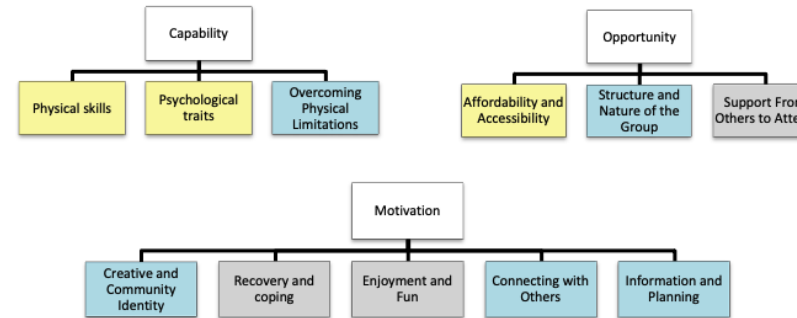 Capability
Opportunity
Physical skills
Psychological
traits
Overcoming
Physical
Limitations
Affordability and
Accessibility
Structure and
Nature of the
Group
Support
Others to
Motivation
Creative and
Community
Identity
Recovery and
coping
Enjoyment and
Fun
Connecting with
Others
Information and
Planning